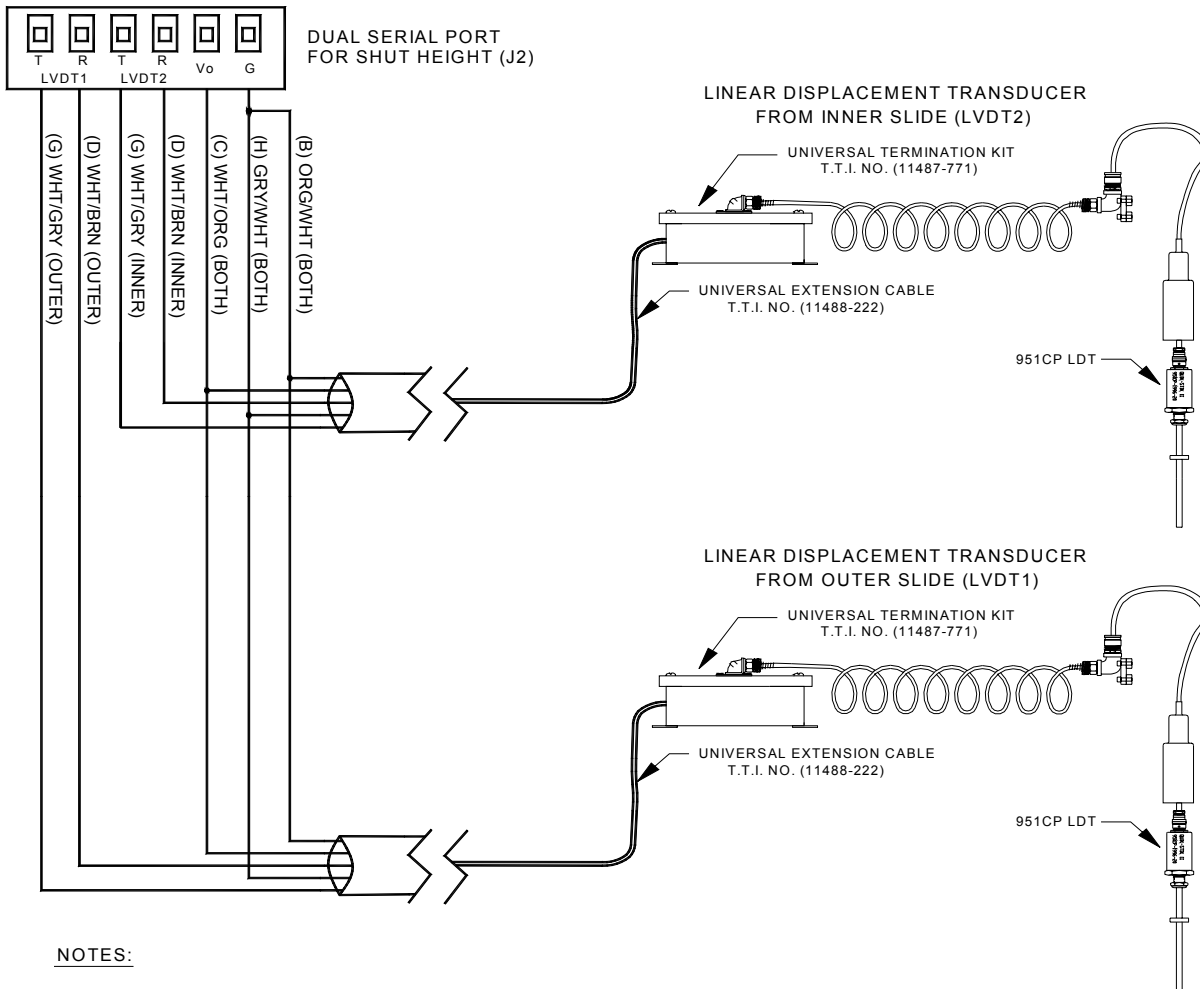 DUAL SERIAL PORT
FOR SHUT HEIGHT (J2)
T R T R Vo G
LVDT1 LVDT2
(G) WHT/GRY (OUTER)
(D) WHT/BRN (OUTER)
(G) WHT/GRY (INNER)
(D) WHT/BRN (INNER)
(C) WHT/ORG (BOTH)
(H) GRY/WHT (BOTH)
(B) ORG/WHT (BOTH)
LINEAR DISPLACEMENT TRANSDUCER
FROM INNER SLIDE (LVDT2)
UNIVERSAL TERMINATION KIT
T.T.I. NO. (11487-771)
UNIVERSAL EXTENSION CABLE
T.T.I. NO. (11488-222)
951CP LDT
LINEAR DISPLACEMENT TRANSDUCER
FROM OUTER SLIDE (LVDT1)
UNIVERSAL TERMINATION KIT
T.T.I. NO. (11487-771)
UNIVERSAL EXTENSION CABLE
T.T.I. NO. (11488-222)
951CP LDT
NOTES: